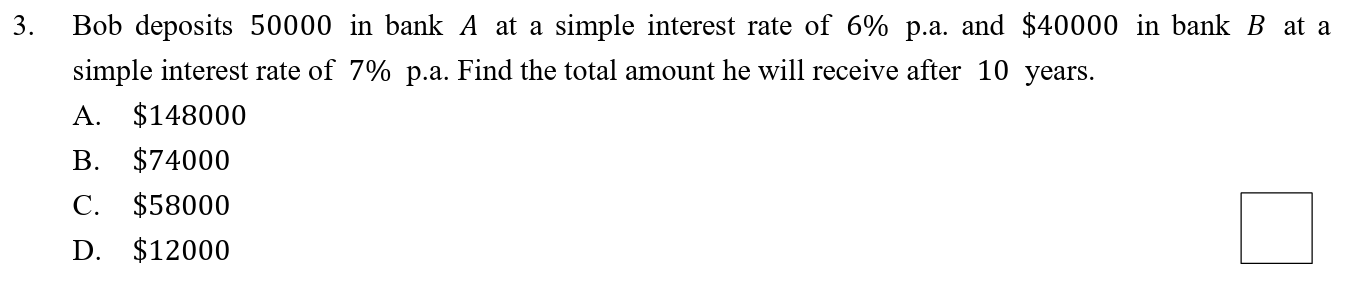 3. Bob deposits 50000 in bank A at a simple interest rate of 6% p.a. and $40000 in bank B at a
simple interest rate of 7% p.a. Find the total amount he will receive after 10 years.
A. $148000
B. $74000
C. $58000
D. $12000